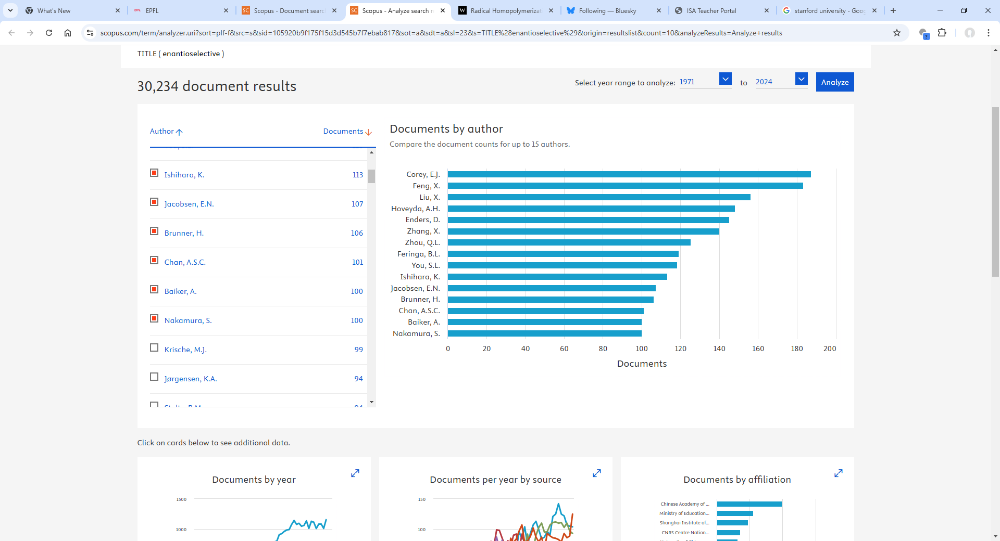 What's New
EPFL
Scopus - Document searc
Scopus - Analyze search r
Radical Homopolymerizat
Following — Bluesky
ISA Teacher Portal
stanford university - Goog
scopus.com/term/analyzer.uri?sort=plf-f&src=s&sid=105920b9f175f15d3d545b7f7ebab817&sot=a&sdt=a&sl=23&s=TITLE%28enantioselective%29&origin=resultslist&count=10&analyzeResults=Analyze+results
TITLE ( enantioselective )
30,234 document results
Select year range to analyze: 1971 to 2024 Analyze
Author Documents
Ishihara, K. 113
Jacobsen, E.N. 107
Brunner, H. 106
Chan, A.S.C. 101
Baiker, A. 100
Nakamura, S. 100
Krische, M.J. 99
Jørgensen, K.A. 94
Documents by author
Compare the document counts for up to 15 authors.
Corey, E.J.
Feng, X.
Liu, X.
Hoveyda, A.H.
Enders, D.
Zhang, X.
Zhou, Q.L.
Feringa, B.L.
You, S.L.
Ishihara, K.
Jacobsen, E.N.
Brunner, H.
Chan, A.S.C.
Baiker, A.
Nakamura, S.
0 20 40 60 80 100 120 140 160 180 200
Documents
Click on cards below to see additional data.
Documents by year
1500
1000
Documents per year by source
150
100
Documents by affiliation
Chinese Academy of ...
Ministry of Education...
Shanghai Institute of...
CNRS Centre Nation...